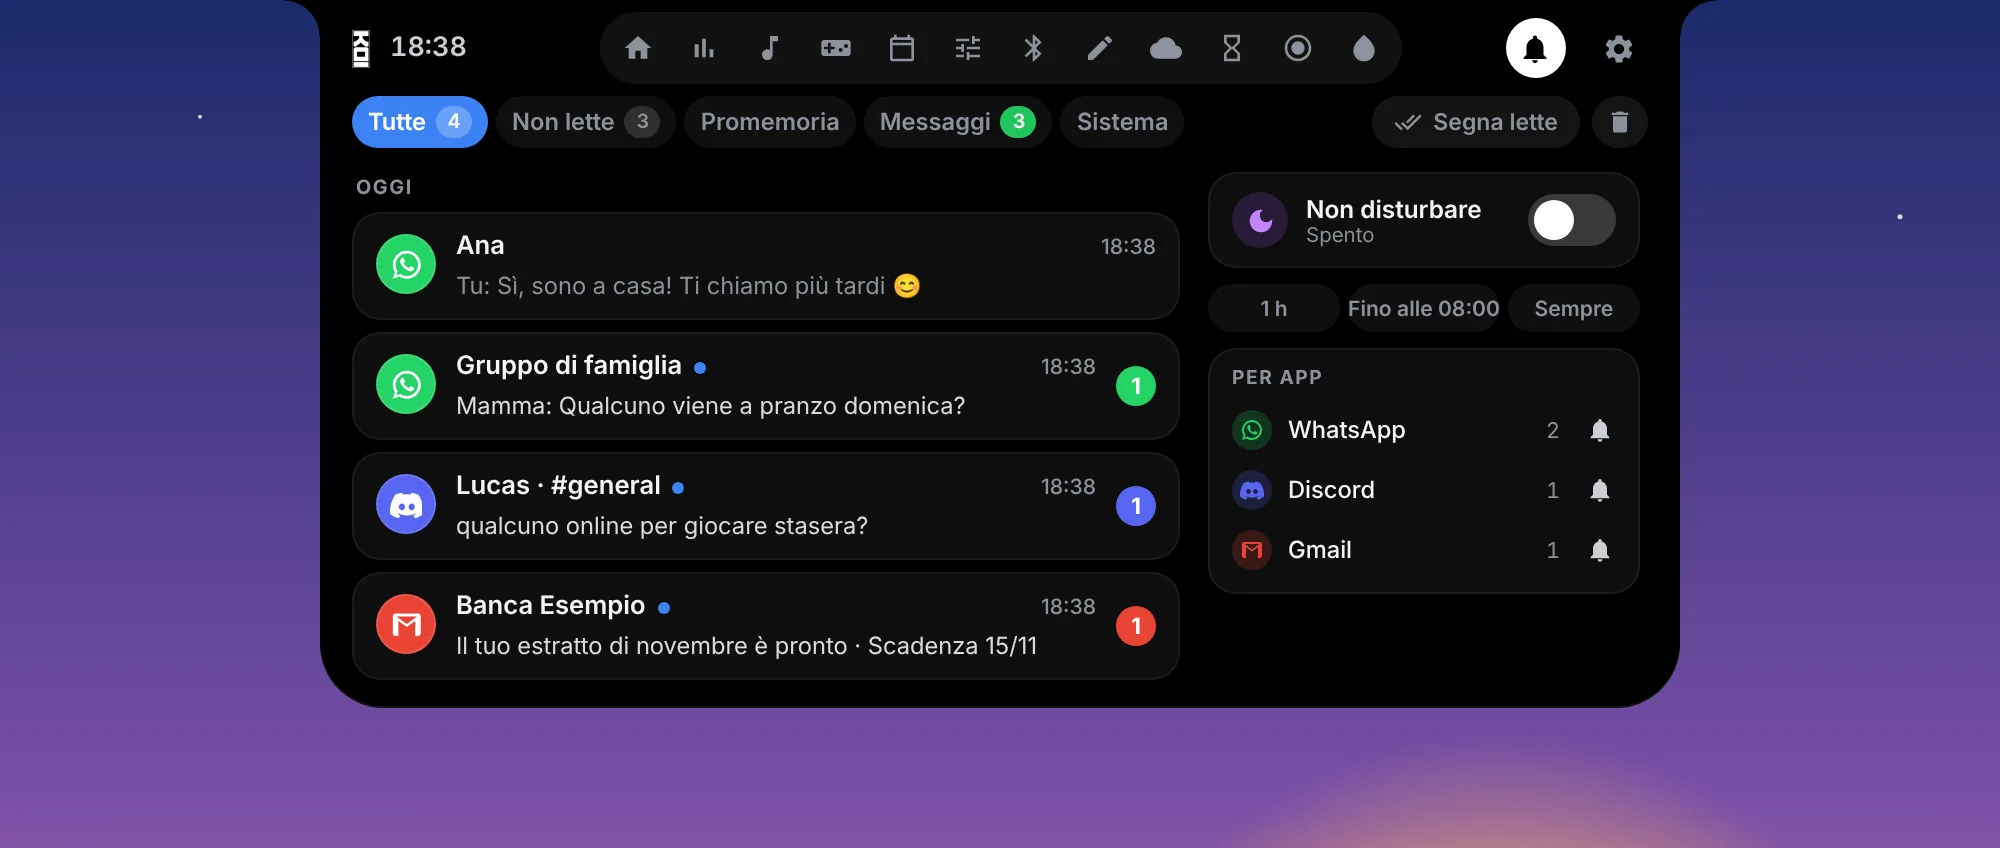 18:38
Tutte 4
Non lette 3
Promemoria
Messaggi 3
Sistema
Segna lette
OGGI
Ana 18:38
Tu: Sì, sono a casa! Ti chiamo più tardi 😊
Gruppo di famiglia 18:38
Mamma: Qualcuno viene a pranzo domenica? 1
Lucas · #general 18:38
qualcuno online per giocare stasera? 1
Banca Esempio 18:38
Il tuo estratto di novembre è pronto · Scadenza 15/11 1
Non disturbare
Spento
1 h
Fino alle 08:00
Sempre
PER APP
WhatsApp 2
Discord 1
Gmail 1